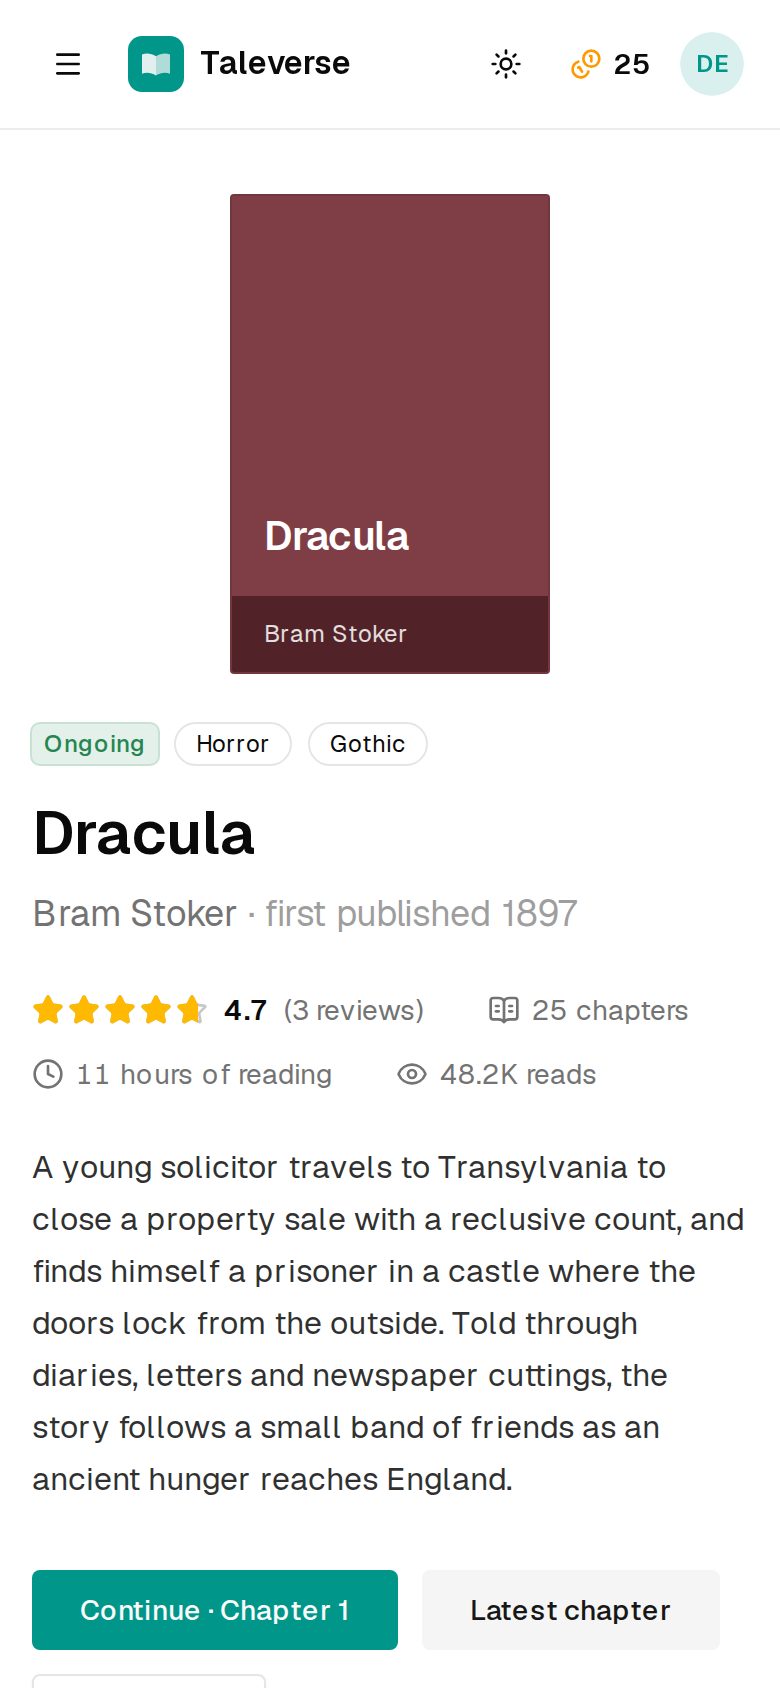 Taleverse
25
DE
Dracula
Bram Stoker
Ongoing
Horror
Gothic
Dracula
Bram Stoker · first published 1897
4.7 (3 reviews)
25 chapters
11 hours of reading
48.2K reads
A young solicitor travels to Transylvania to
close a property sale with a reclusive count, and
finds himself a prisoner in a castle where the
doors lock from the outside. Told through
diaries, letters and newspaper cuttings, the
story follows a small band of friends as an
ancient hunger reaches England.
Continue · Chapter 1
Latest chapter